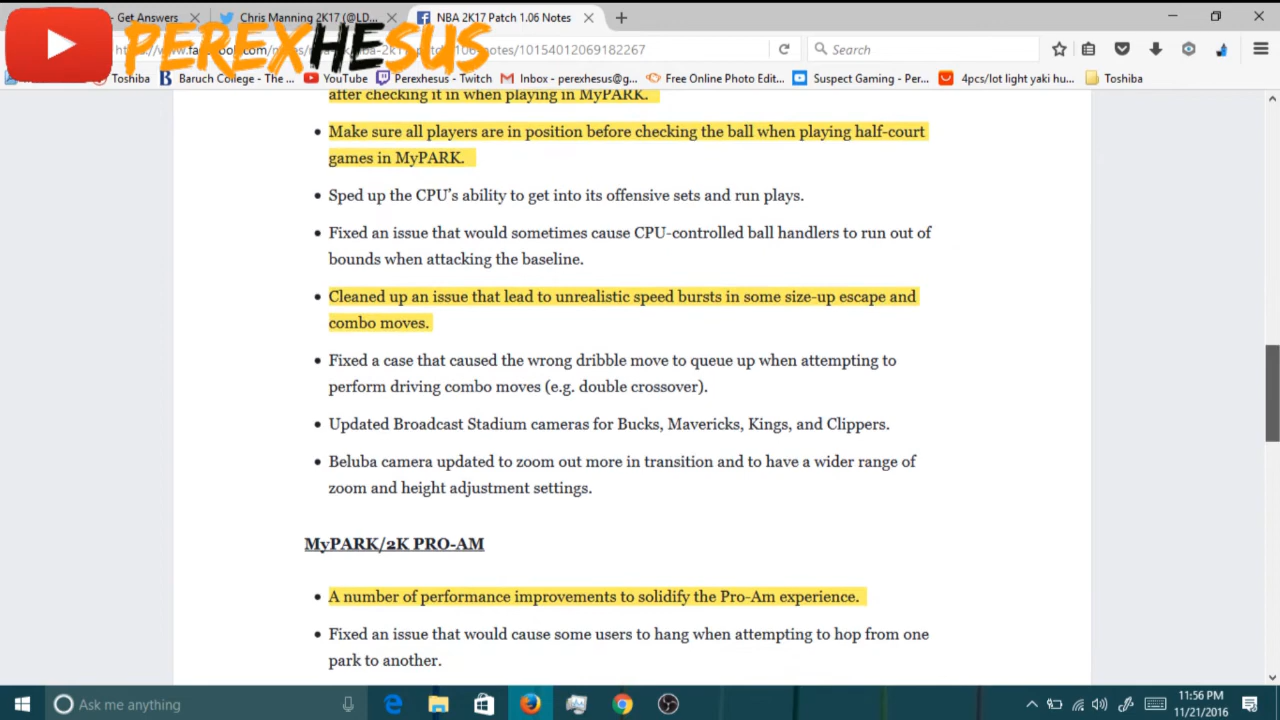 - Get Answers
Chris Manning 2K17 (@LD...
NBA 2K17 Patch 1.06 Notes
PEREXHESUS
Search
Toshiba
Baruch College - The ...
YouTube
Perexhesus - Twitch
Inbox - perexhesus@g...
Free Online Photo Edit...
Suspect Gaming - Per...
4pcs/lot light yaki hu...
Toshiba
after checking it in when playing in MyPARK.
• Make sure all players are in position before checking the ball when playing half-court
games in MyPARK.
• Sped up the CPU's ability to get into its offensive sets and run plays.
• Fixed an issue that would sometimes cause CPU-controlled ball handlers to run out of
bounds when attacking the baseline.
• Cleaned up an issue that lead to unrealistic speed bursts in some size-up escape and
combo moves.
• Fixed a case that caused the wrong dribble move to queue up when attempting to
perform driving combo moves (e.g. double crossover).
• Updated Broadcast Stadium cameras for Bucks, Mavericks, Kings, and Clippers.
• Beluba camera updated to zoom out more in transition and to have a wider range of
zoom and height adjustment settings.
MyPARK/2K PRO-AM
• A number of performance improvements to solidify the Pro-Am experience.
• Fixed an issue that would cause some users to hang when attempting to hop from one
park to another.
Ask me anything
11:56 PM
11/21/2016